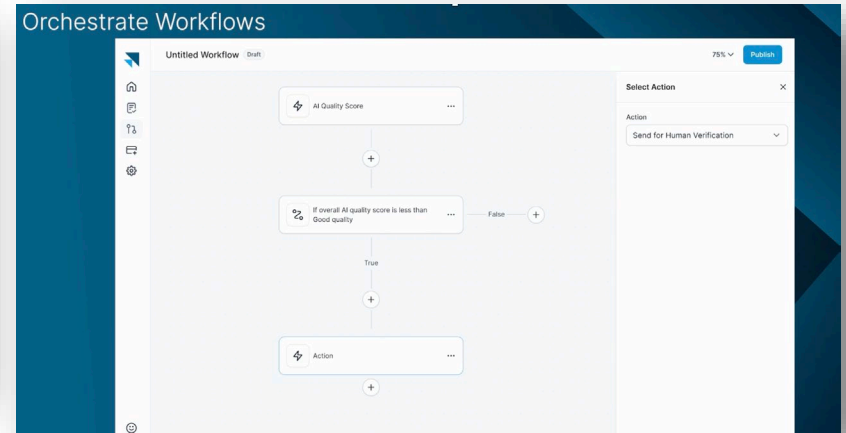 Orchestrate Workflows
Untitled Workflow Draft
75% Publish
Select Action
AI Quality Score
Action
Send for Human Verification
If overall AI quality score is less than
Good quality
False
True
Action